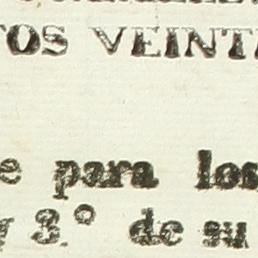 TOS VEINT
e para los
y 3.º de su